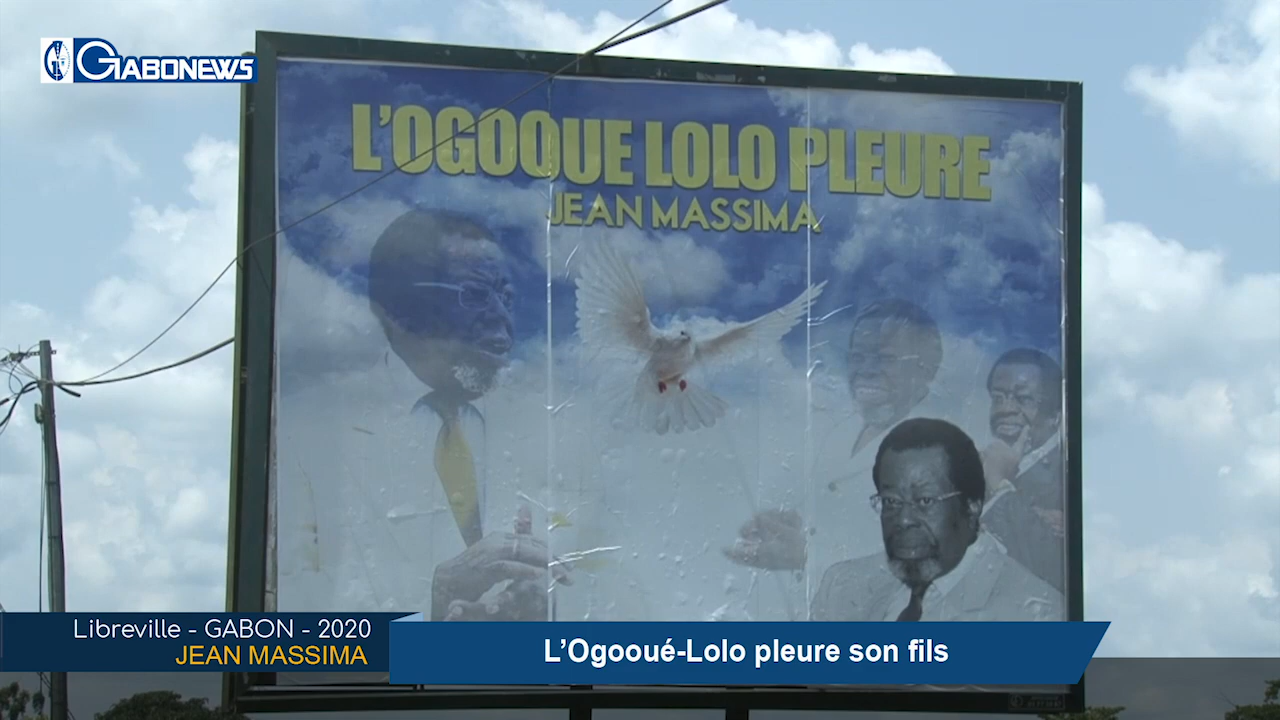 GABONEWS
L'OGOOUE LOLO PLEURE
JEAN MASSIMA
Libreville - GABON - 2020
JEAN MASSIMA
L'Ogooué-Lolo pleure son fils